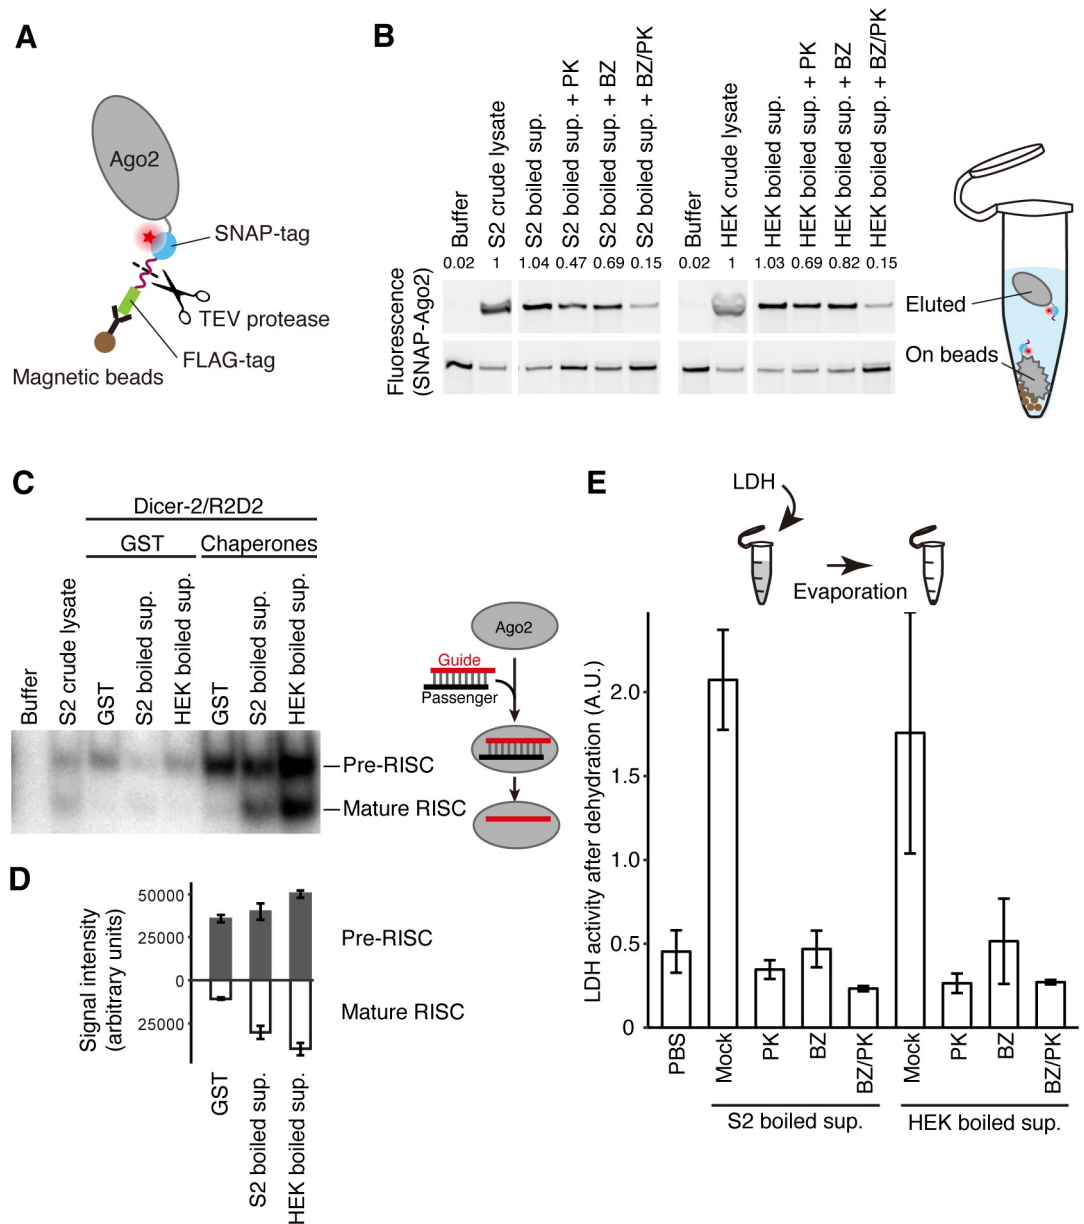 A
Ago2
SNAP-tag
TEV protease
FLAG-tag
Magnetic beads
B
Buffer
S2 crude lysate
S2 boiled sup.
S2 boiled sup. + PK
S2 boiled sup. + BZ
S2 boiled sup. + BZ/PK
Buffer
HEK crude lysate
HEK boiled sup.
HEK boiled sup. + PK
HEK boiled sup. + BZ
HEK boiled sup. + BZ/PK
0.02 1 1.04 0.47 0.69 0.15 0.02 1 1.03 0.69 0.82 0.15
Fluorescence
(SNAP-Ago2)
Eluted
On beads
C
Dicer-2/R2D2
GST Chaperones
Buffer
S2 crude lysate
GST
S2 boiled sup.
HEK boiled sup.
GST
S2 boiled sup.
HEK boiled sup.
Pre-RISC
Mature RISC
Ago2
Guide
Passenger
D
Signal intensity
(arbitrary units)
50000
25000
0
25000
Pre-RISC
Mature RISC
GST
S2 boiled sup.
HEK boiled sup.
E
LDH
Evaporation
LDH activity after dehydration (A.U.)
2.0
1.5
1.0
0.5
0
PBS
Mock
PK
BZ
BZ/PK
Mock
PK
BZ
BZ/PK
S2 boiled sup.
HEK boiled sup.